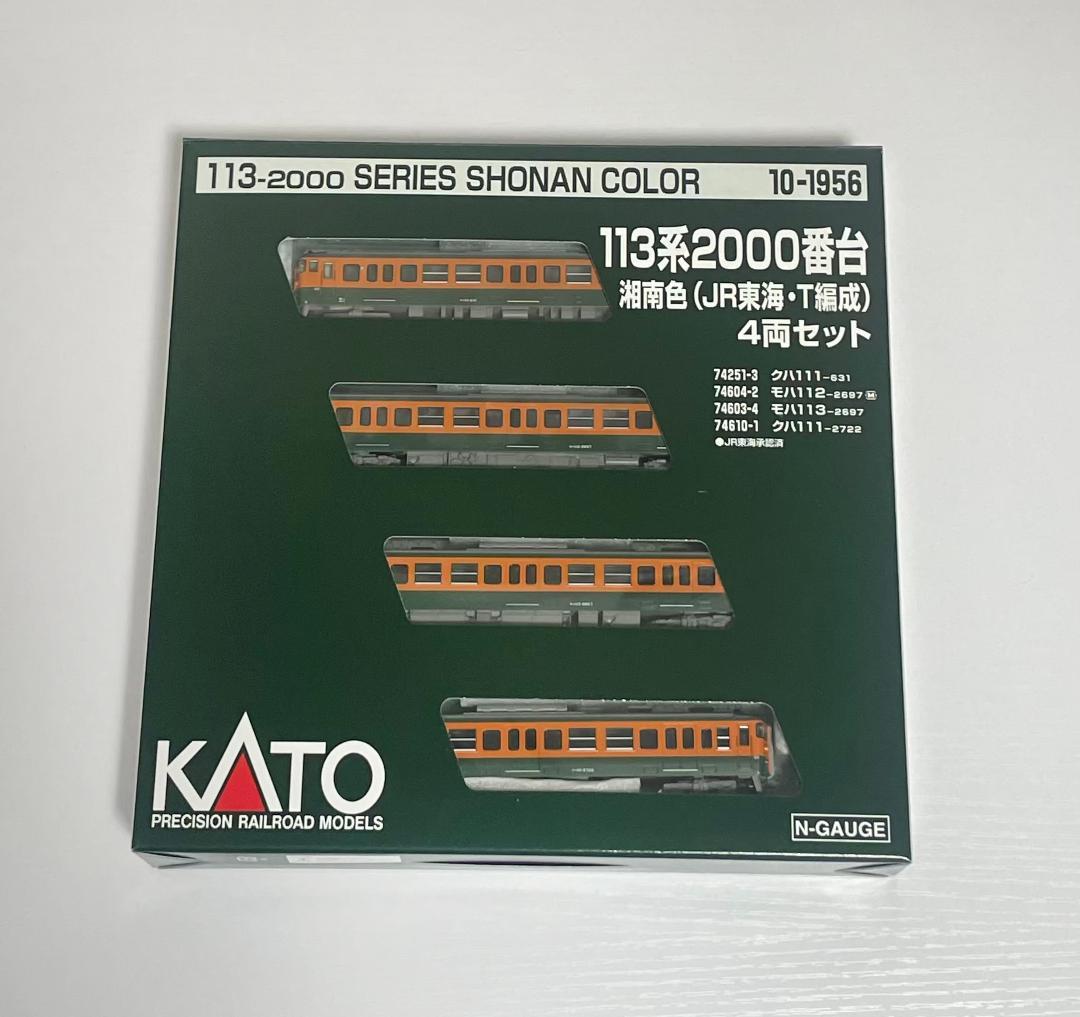 113-2000 SERIES SHONAN COLOR 10-1956
113系2000番台
湘南色(JR東海・T編成)
4両セット
74251-3 クハ111-631
74604-2 モハ112-2697 Ⓜ
74603-4 モハ113-2697
74610-1 クハ111-2722
●JR東海承認済
KATO
PRECISION RAILROAD MODELS
N-GAUGE